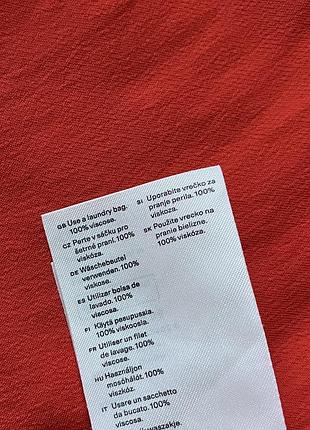 GB Use a laundry bag.
100% viscose.
CZ Perte v sáčku pro
šetrné praní. 100%
viskóza.
DE Wäschebeutel
verwenden. 100%
viskose.
ES Utilizar bolsa de
lavado. 100%
viscosa.
FI Käytä pesupussia.
100% viskoosia.
FR Utiliser un filet
de lavage. 100%
viscose.
HU Használjon
mosóhálót. 100%
viszkóz.
IT Usare un sacchetto
da bucato. 100%
viscosa.
waszakje.
SI Uporabite vrečko za
pranje perila. 100%
viskoza.
SK Použite vrecko na
pranie bielizne.
100% viskóza.